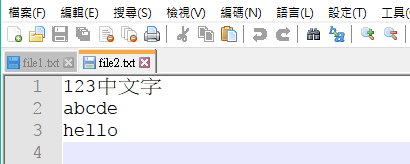 檔案(F) 編輯(E) 搜尋(S) 檢視(V) 編碼(N) 語言(L) 設定(T) 工具(
file1.txt file2.txt
1 123中文字
2 abcde
3 hello
4